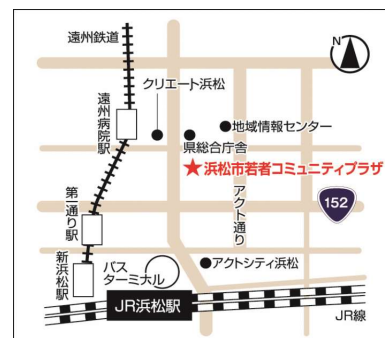 遠州鉄道
N
クリエート浜松
遠州病院駅
地域情報センター
県総合庁舎
★浜松市若者コミュニティプラザ
アクト通り
152
第一通り駅
新浜松駅
バス
ターミナル
アクトシティ浜松
JR浜松駅
JR線